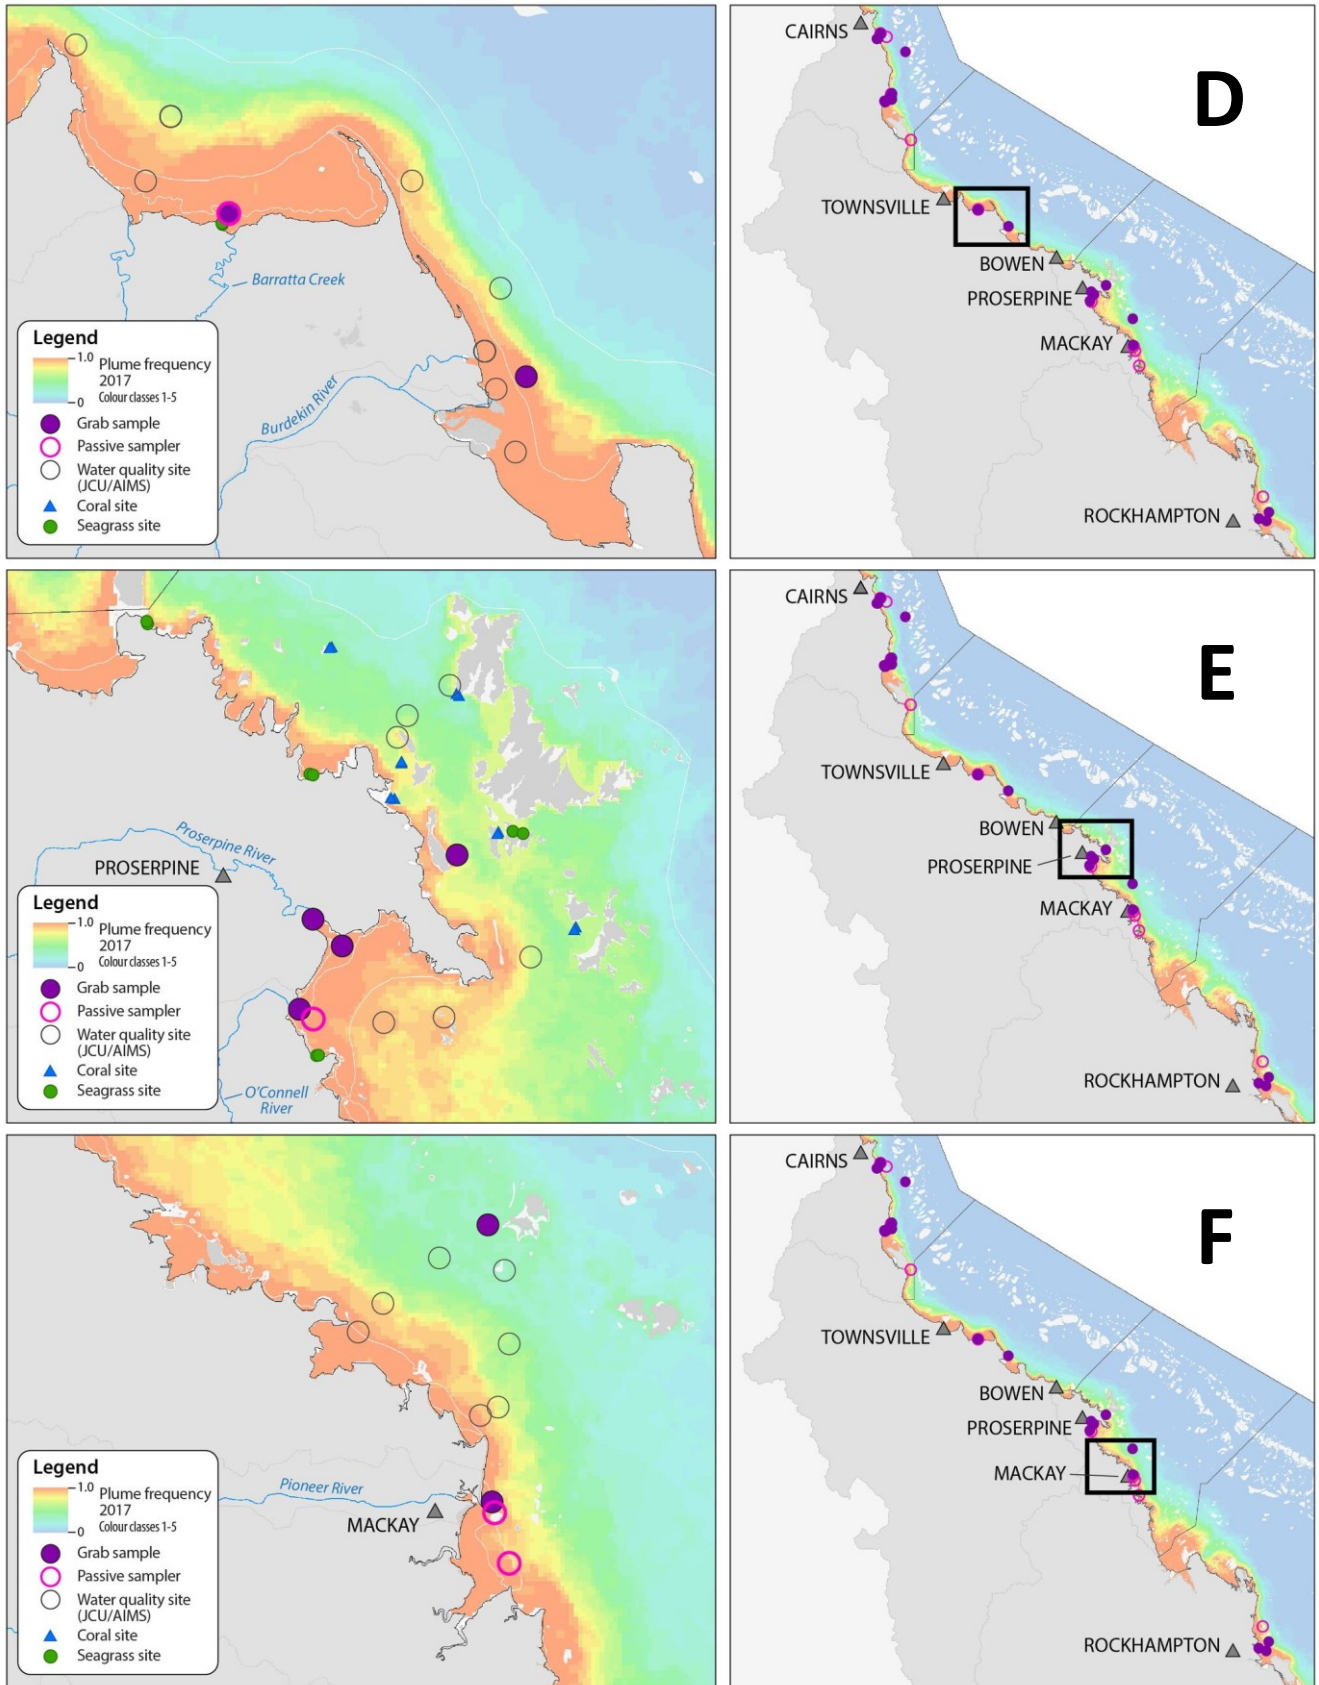 Barratta Creek
Burdekin River
Legend
1.0
0
Plume frequency
2017
Colour classes 1-5
Grab sample
Passive sampler
Water quality site
(JCU/AIMS)
Coral site
Seagrass site
D
CAIRNS
TOWNSVILLE
BOWEN
PROSERPINE
MACKAY
ROCKHAMPTON
Proserpine River
PROSERPINE
O'Connell
River
Legend
1.0
0
Plume frequency
2017
Colour classes 1-5
Grab sample
Passive sampler
Water quality site
(JCU/AIMS)
Coral site
Seagrass site
E
CAIRNS
TOWNSVILLE
BOWEN
PROSERPINE
MACKAY
ROCKHAMPTON
Pioneer River
MACKAY
Legend
1.0
0
Plume frequency
2017
Colour classes 1-5
Grab sample
Passive sampler
Water quality site
(JCU/AIMS)
Coral site
Seagrass site
F
CAIRNS
TOWNSVILLE
BOWEN
PROSERPINE
MACKAY
ROCKHAMPTON